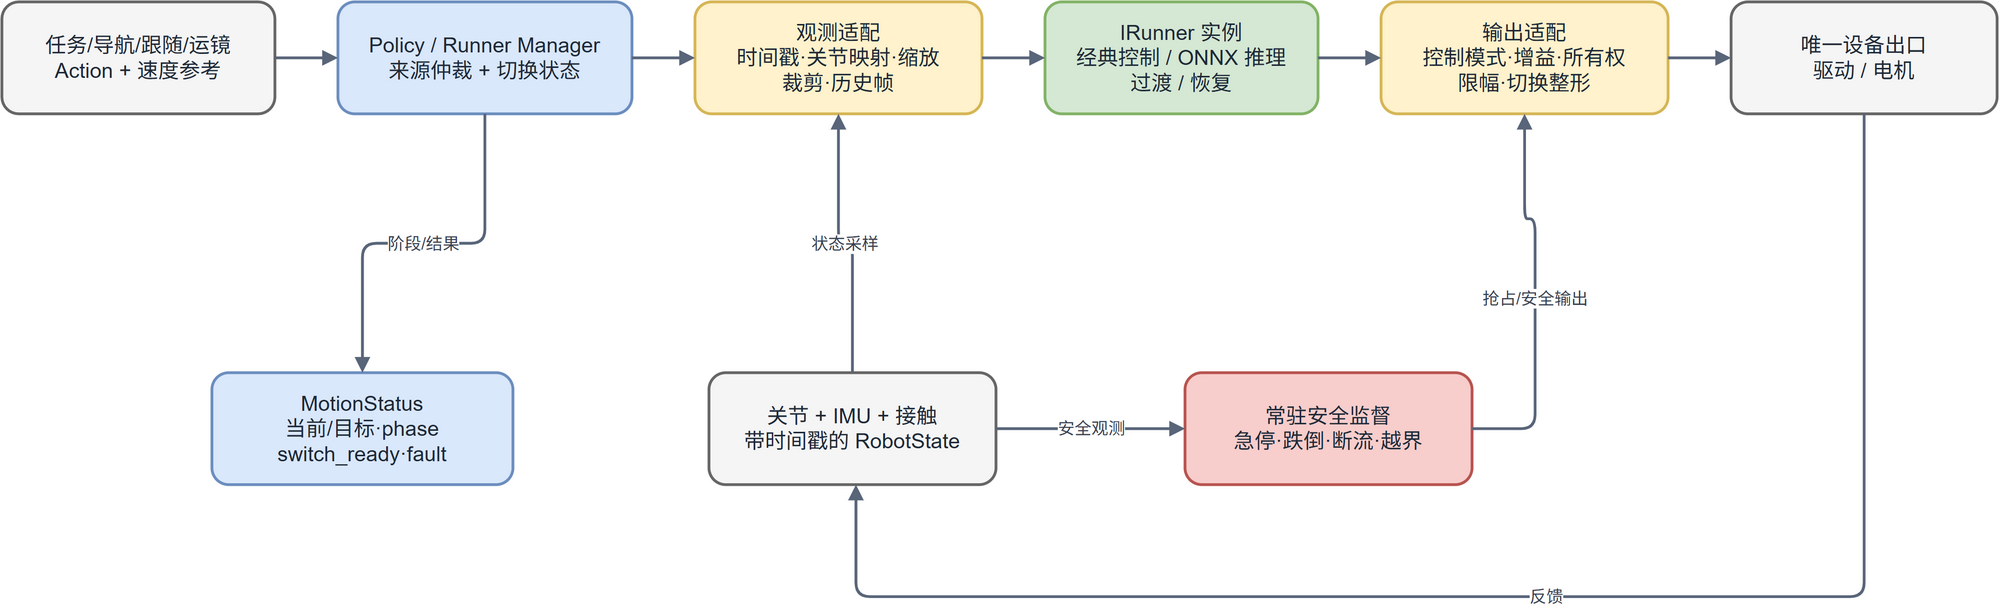 任务/导航/跟随/运镜
Action + 速度参考
Policy / Runner Manager
来源仲裁 + 切换状态
观测适配
时间戳·关节映射·缩放
裁剪·历史帧
IRunner 实例
经典控制 / ONNX 推理
过渡 / 恢复
输出适配
控制模式·增益·所有权
限幅·切换整形
唯一设备出口
驱动 / 电机
阶段/结果
状态采样
抢占/安全输出
MotionStatus
当前/目标·phase
switch_ready·fault
关节 + IMU + 接触
带时间戳的 RobotState
安全观测
常驻安全监督
急停·跌倒·断流·越界
反馈